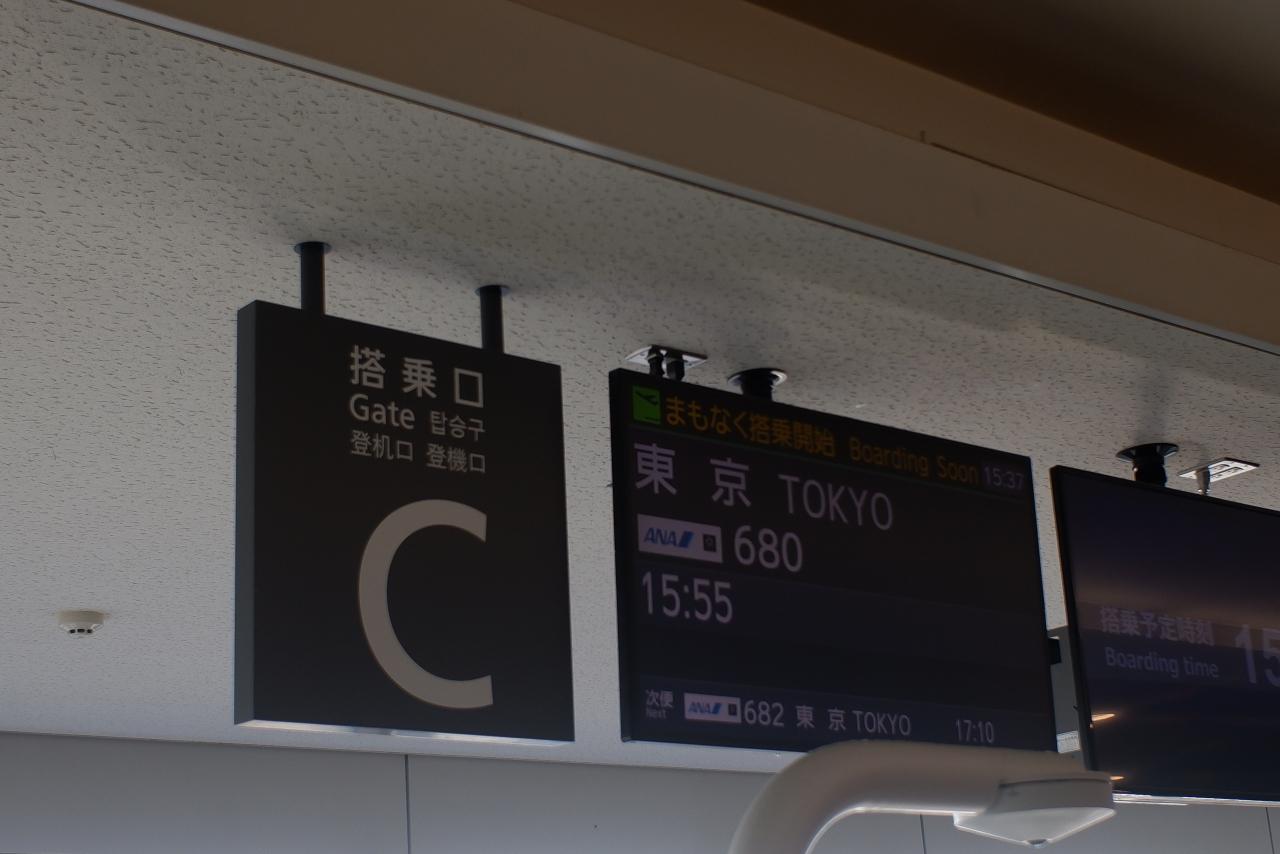 搭乗口
Gate 탑승구
登机口 登機口
C
まもなく搭乗開始 Boarding Soon 15:37
東京 TOKYO
ANA 680
15:55
次便 Next ANA 682 東京 TOKYO 17:10
搭乗予定時刻 15
Boarding time